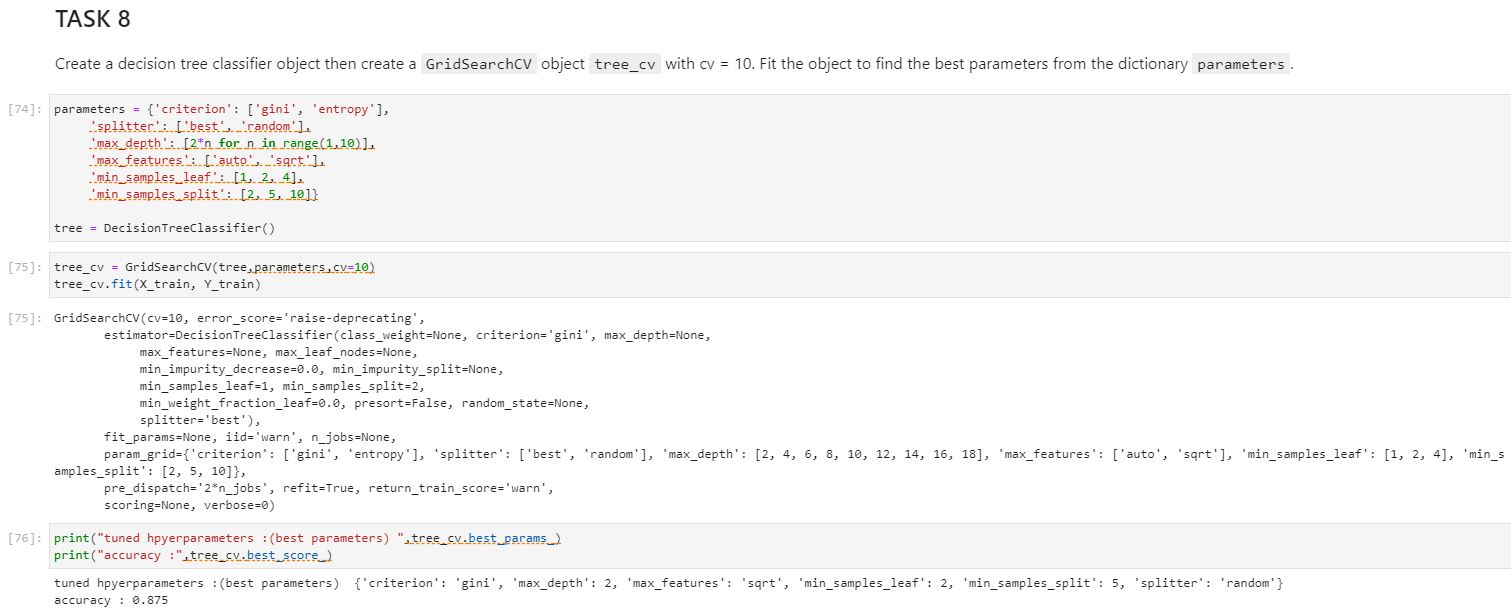 TASK 8
Create a decision tree classifier object then create a GridSearchCV object tree_cv with cv = 10. Fit the object to find the best parameters from the dictionary parameters .
[74]: parameters = {'criterion': ['gini', 'entropy'],
'splitter': ['best', 'random'],
'max_depth': [2*n for n in range(1,10)],
'max_features': ['auto', 'sqrt'],
'min_samples_leaf': [1, 2, 4],
'min_samples_split': [2, 5, 10]}
tree = DecisionTreeClassifier()
[75]: tree_cv = GridSearchCV(tree,parameters,cv=10)
tree_cv.fit(X_train, Y_train)
[75]: GridSearchCV(cv=10, error_score='raise-deprecating',
estimator=DecisionTreeClassifier(class_weight=None, criterion='gini', max_depth=None,
max_features=None, max_leaf_nodes=None,
min_impurity_decrease=0.0, min_impurity_split=None,
min_samples_leaf=1, min_samples_split=2,
min_weight_fraction_leaf=0.0, presort=False, random_state=None,
splitter='best'),
fit_params=None, iid='warn', n_jobs=None,
param_grid={'criterion': ['gini', 'entropy'], 'splitter': ['best', 'random'], 'max_depth': [2, 4, 6, 8, 10, 12, 14, 16, 18], 'max_features': ['auto', 'sqrt'], 'min_samples_leaf': [1, 2, 4], 'min_s
amples_split': [2, 5, 10]},
pre_dispatch='2*n_jobs', refit=True, return_train_score='warn',
scoring=None, verbose=0)
[76]: print("tuned hpyerparameters :(best parameters) ",tree_cv.best_params_)
print("accuracy :",tree_cv.best_score_)
tuned hpyerparameters :(best parameters)  {'criterion': 'gini', 'max_depth': 2, 'max_features': 'sqrt', 'min_samples_leaf': 2, 'min_samples_split': 5, 'splitter': 'random'}
accuracy : 0.875